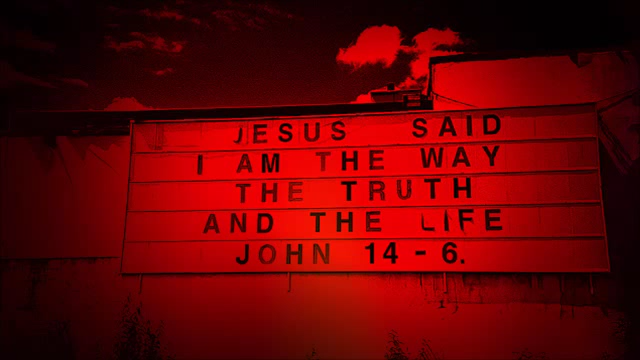 JESUS SAID
I AM THE WAY
THE TRUTH
AND THE LIFE
JOHN 14 - 6.